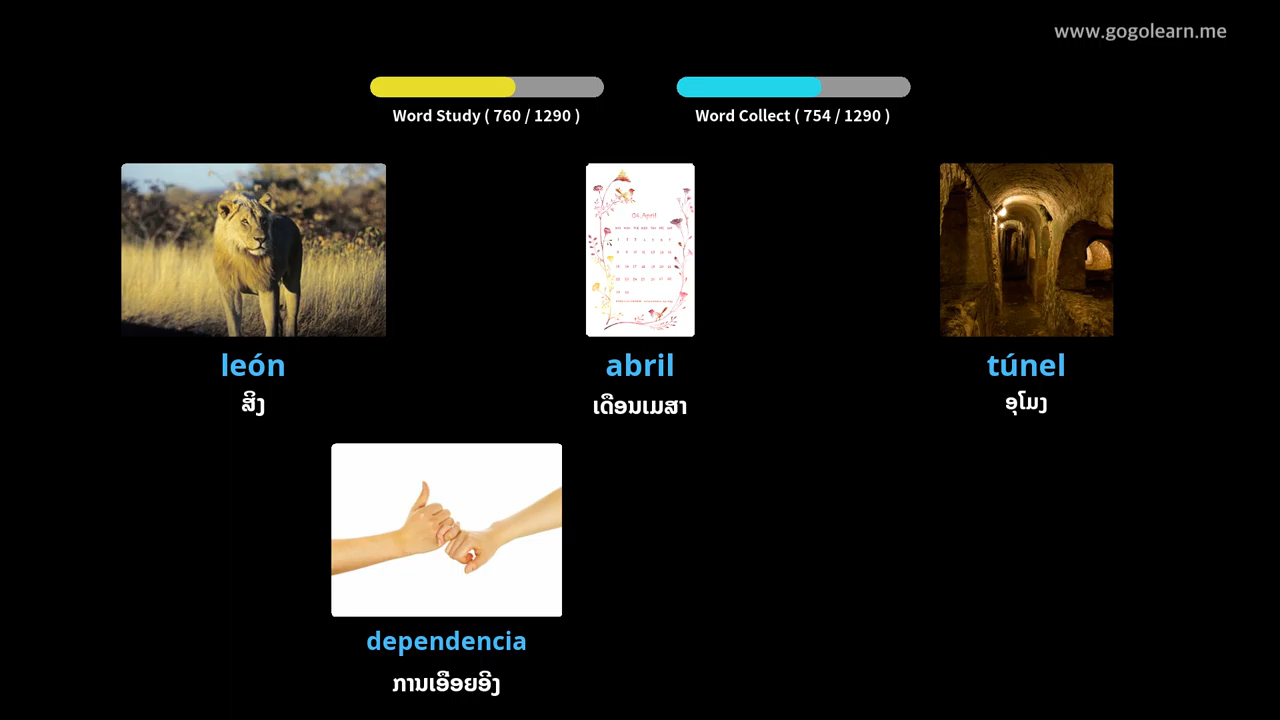 www.gogolearn.me
Word Study ( 760 / 1290 )
Word Collect ( 754 / 1290 )
04 April
león
abril
túnel
ສິງ
ເດືອນເມສາ
ອຸໂມງ
dependencia
ການເອືອຍອີງ